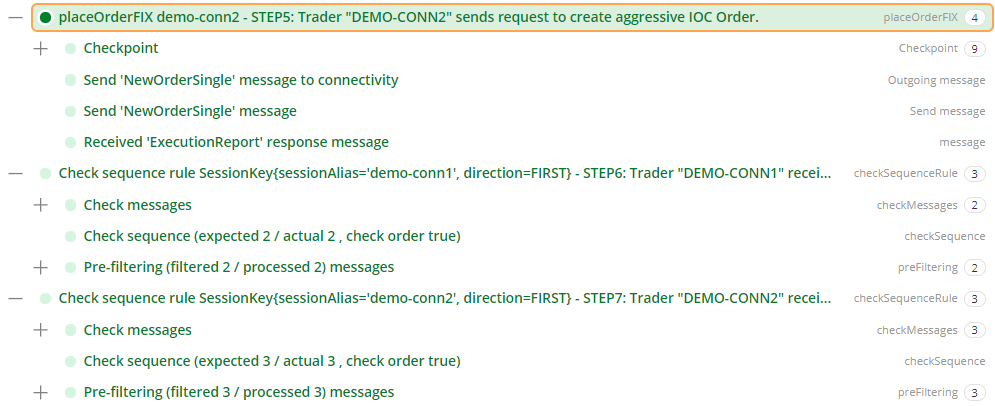 placeOrderFIX demo-conn2 - STEP5: Trader "DEMO-CONN2" sends request to create aggressive IOC Order. placeOrderFIX 4
Checkpoint Checkpoint 9
Send 'NewOrderSingle' message to connectivity Outgoing message
Send 'NewOrderSingle' message Send message
Received 'ExecutionReport' response message message
Check sequence rule SessionKey{sessionAlias='demo-conn1', direction=FIRST} - STEP6: Trader "DEMO-CONN1" recei... checkSequenceRule 3
Check messages checkMessages 2
Check sequence (expected 2 / actual 2 , check order true) checkSequence
Pre-filtering (filtered 2 / processed 2) messages preFiltering 2
Check sequence rule SessionKey{sessionAlias='demo-conn2', direction=FIRST} - STEP7: Trader "DEMO-CONN2" recei... checkSequenceRule 3
Check messages checkMessages 3
Check sequence (expected 3 / actual 3 , check order true) checkSequence
Pre-filtering (filtered 3 / processed 3) messages preFiltering 3